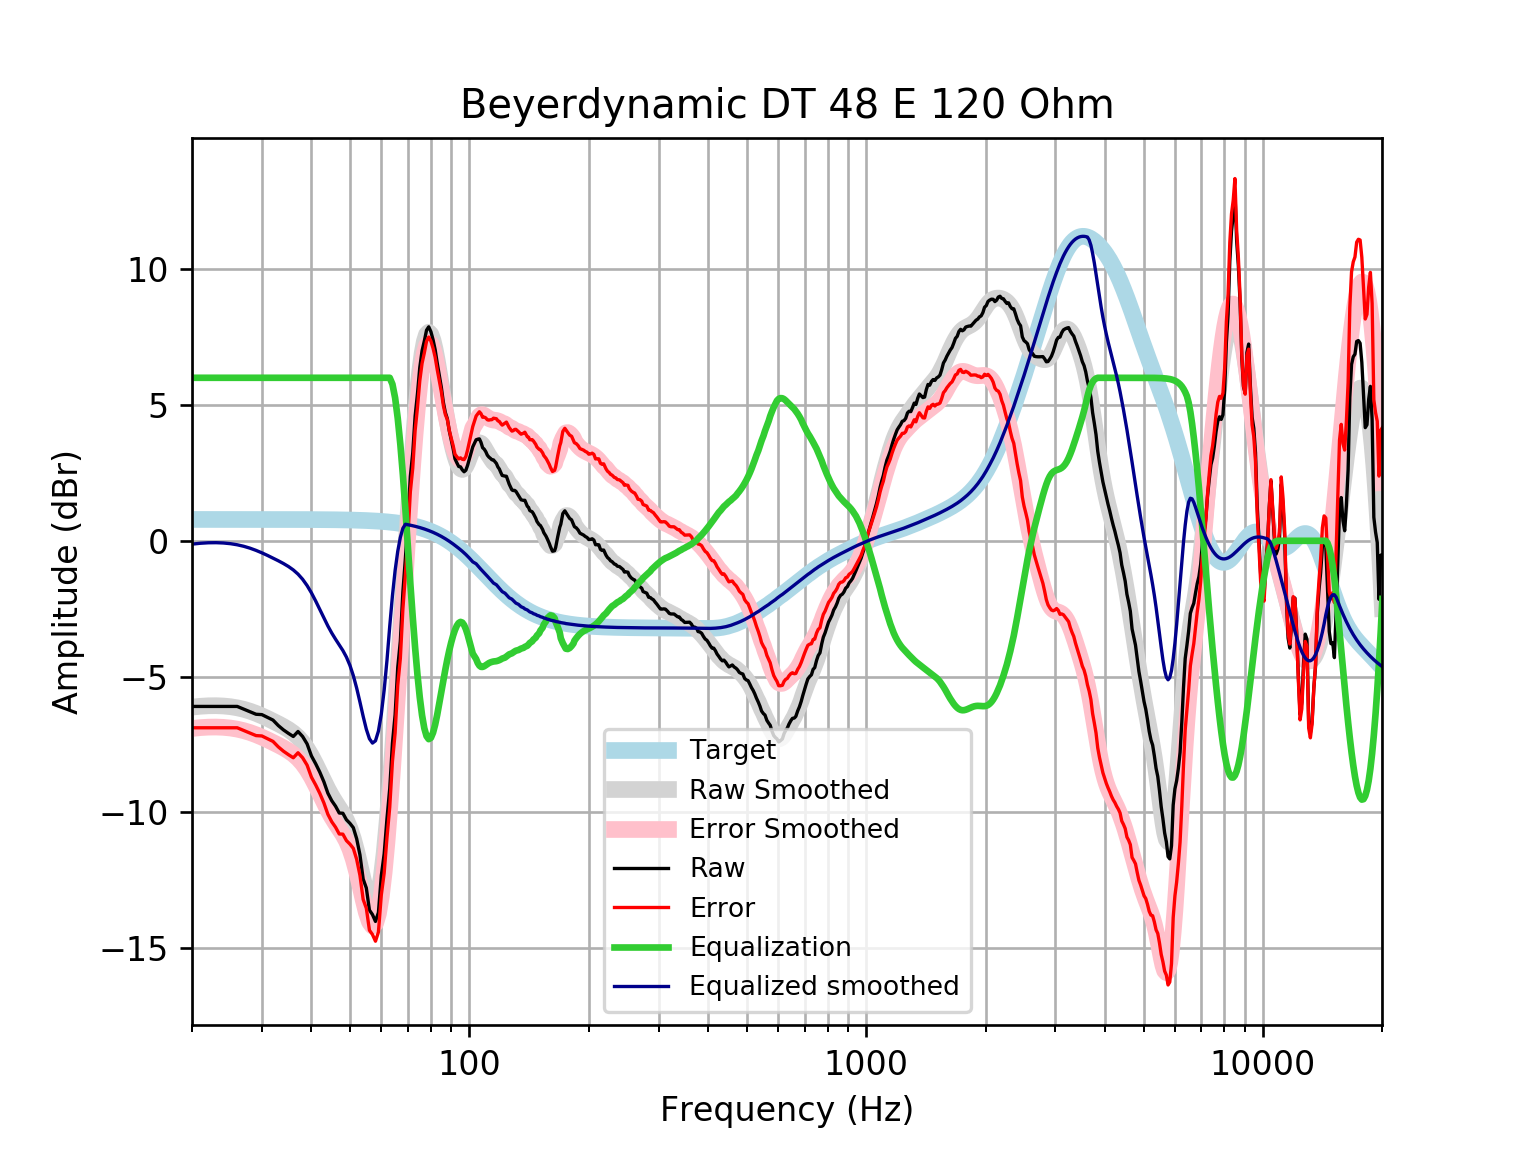 Beyerdynamic DT 48 E 120 Ohm
Amplitude (dBr)
10
5
0
−5
−10
−15
Target
Raw Smoothed
Error Smoothed
Raw
Error
Equalization
Equalized smoothed
100 1000 10000
Frequency (Hz)